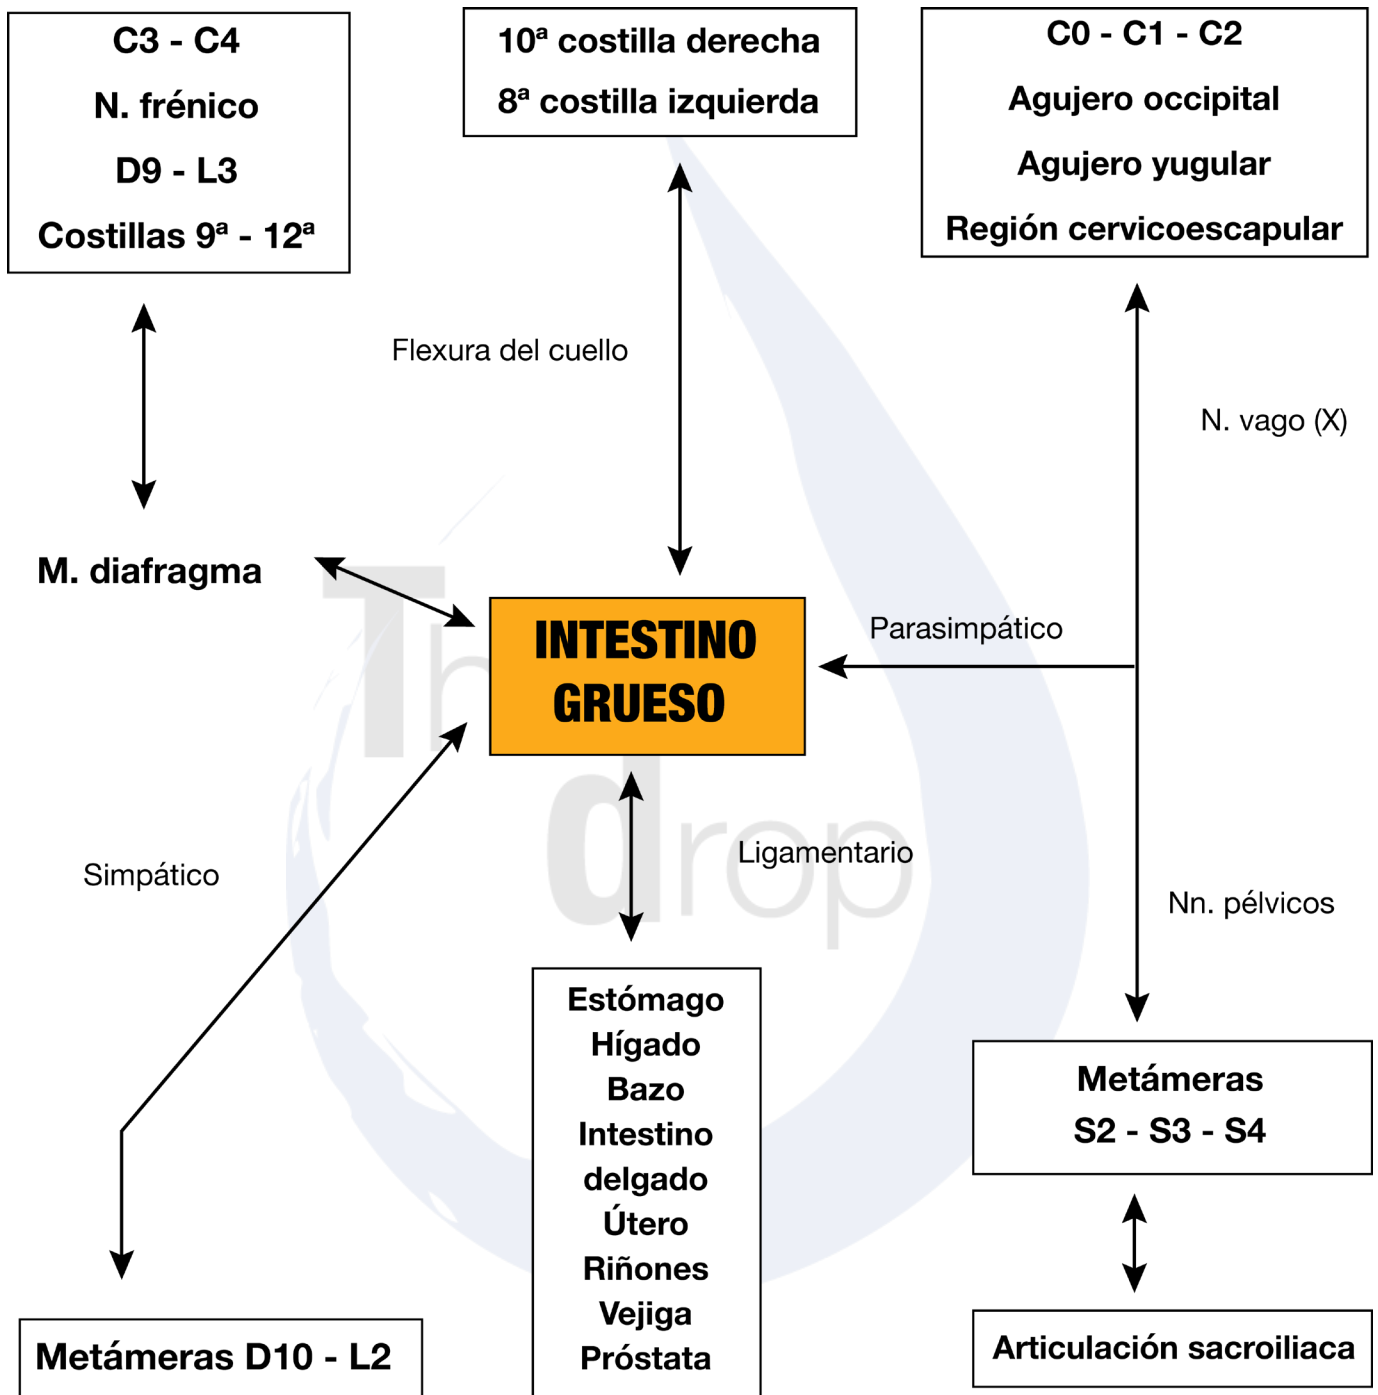 C3 - C4
N. frénico
D9 - L3
Costillas 9ª - 12ª
10ª costilla derecha
8ª costilla izquierda
C0 - C1 - C2
Agujero occipital
Agujero yugular
Región cervicoescapular
Flexura del cuello
N. vago (X)
M. diafragma
INTESTINO
GRUESO
Parasimpático
Simpático
Ligamentario
Nn. pélvicos
Estómago
Hígado
Bazo
Intestino
delgado
Útero
Riñones
Vejiga
Próstata
Metámeras
S2 - S3 - S4
Metámeras D10 - L2
Articulación sacroiliaca
drop